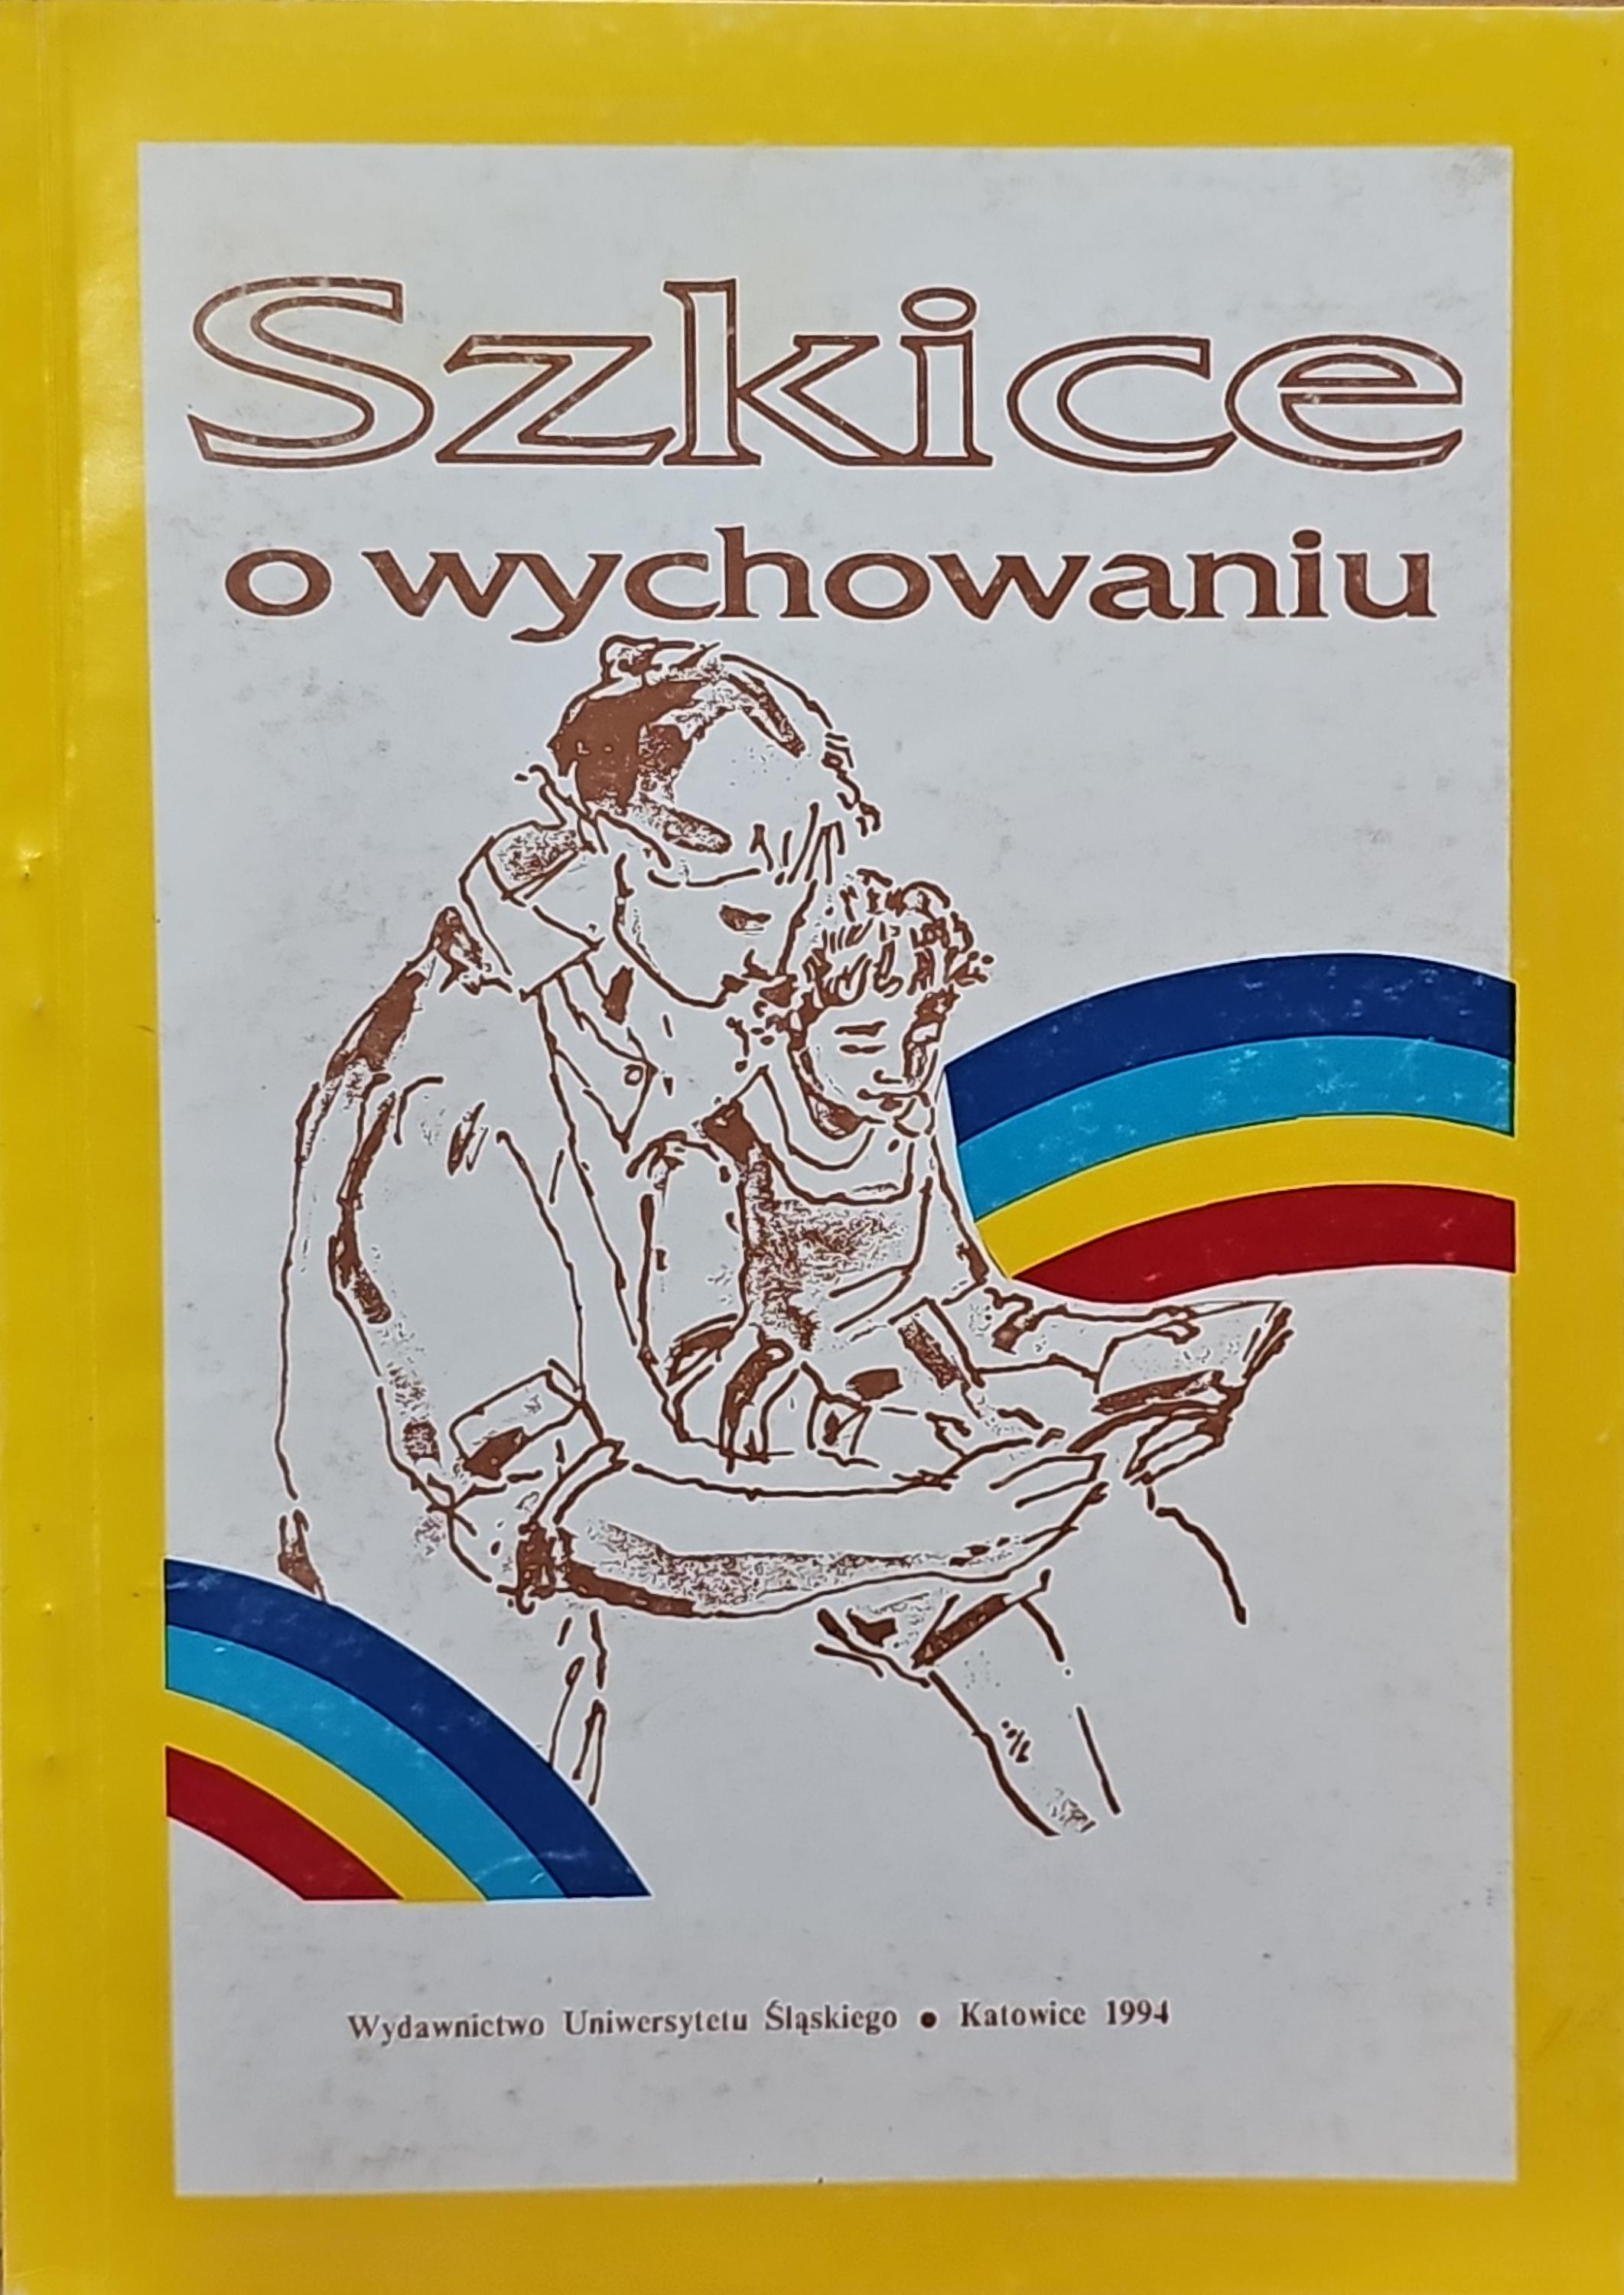 Szkice
o wychowaniu
Wydawnictwo Uniwersytetu Śląskiego • Katowice 1994